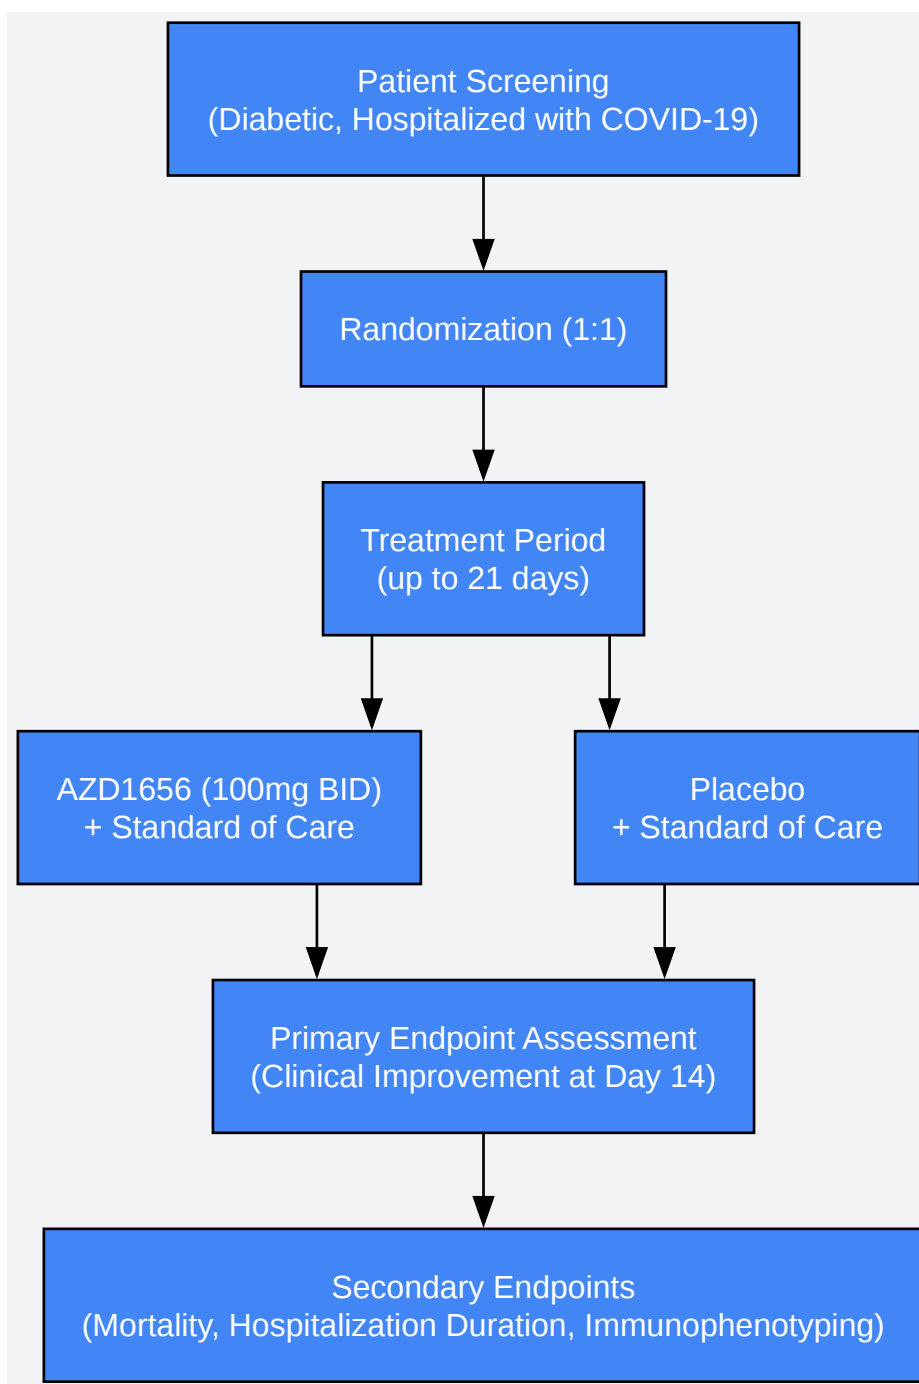 Patient Screening
(Diabetic, Hospitalized with COVID-19)
Randomization (1:1)
Treatment Period
(up to 21 days)
AZD1656 (100mg BID)
+ Standard of Care
Placebo
+ Standard of Care
Primary Endpoint Assessment
(Clinical Improvement at Day 14)
Secondary Endpoints
(Mortality, Hospitalization Duration, Immunophenotyping)